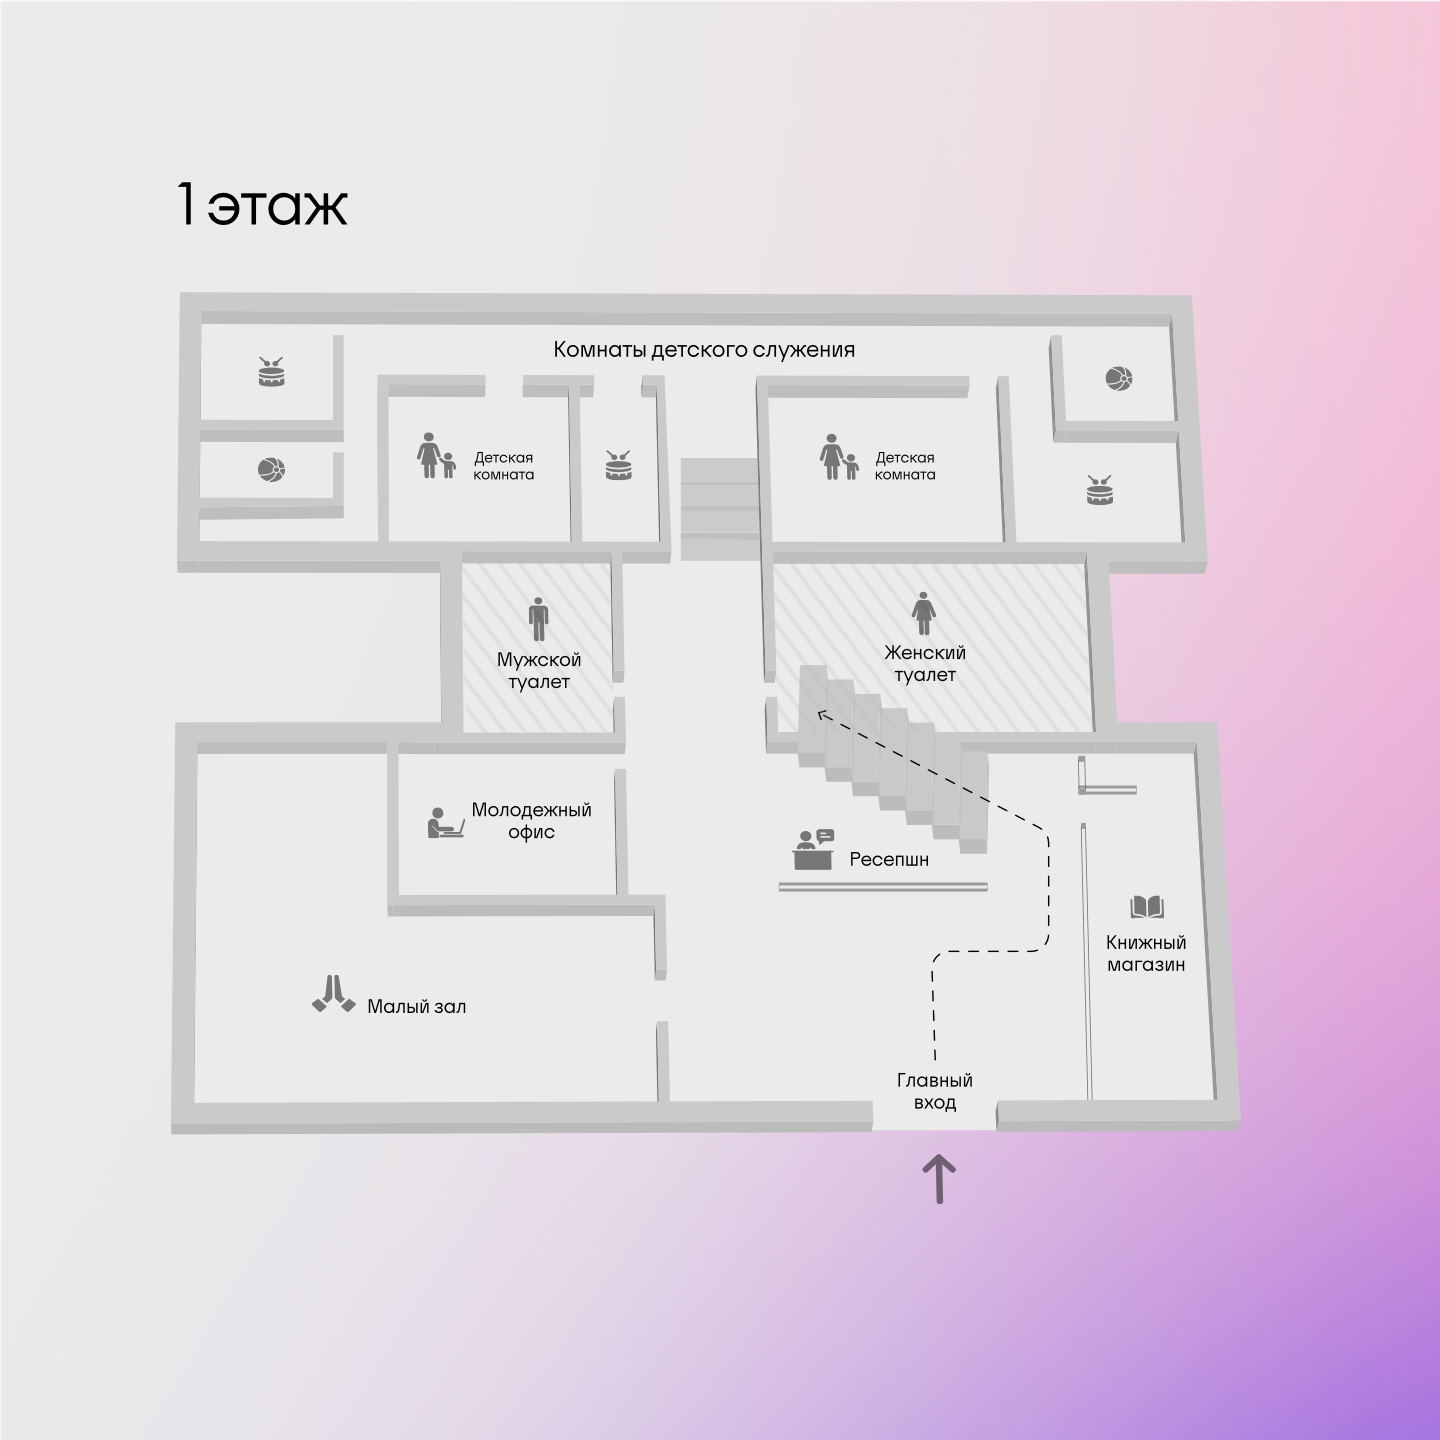 1 этаж
Комнаты детского служения
Детская
комната
Детская
комната
Мужской
туалет
Женский
туалет
Молодежный
офис
Ресепшн
Книжный
магазин
Малый зал
Главный
вход